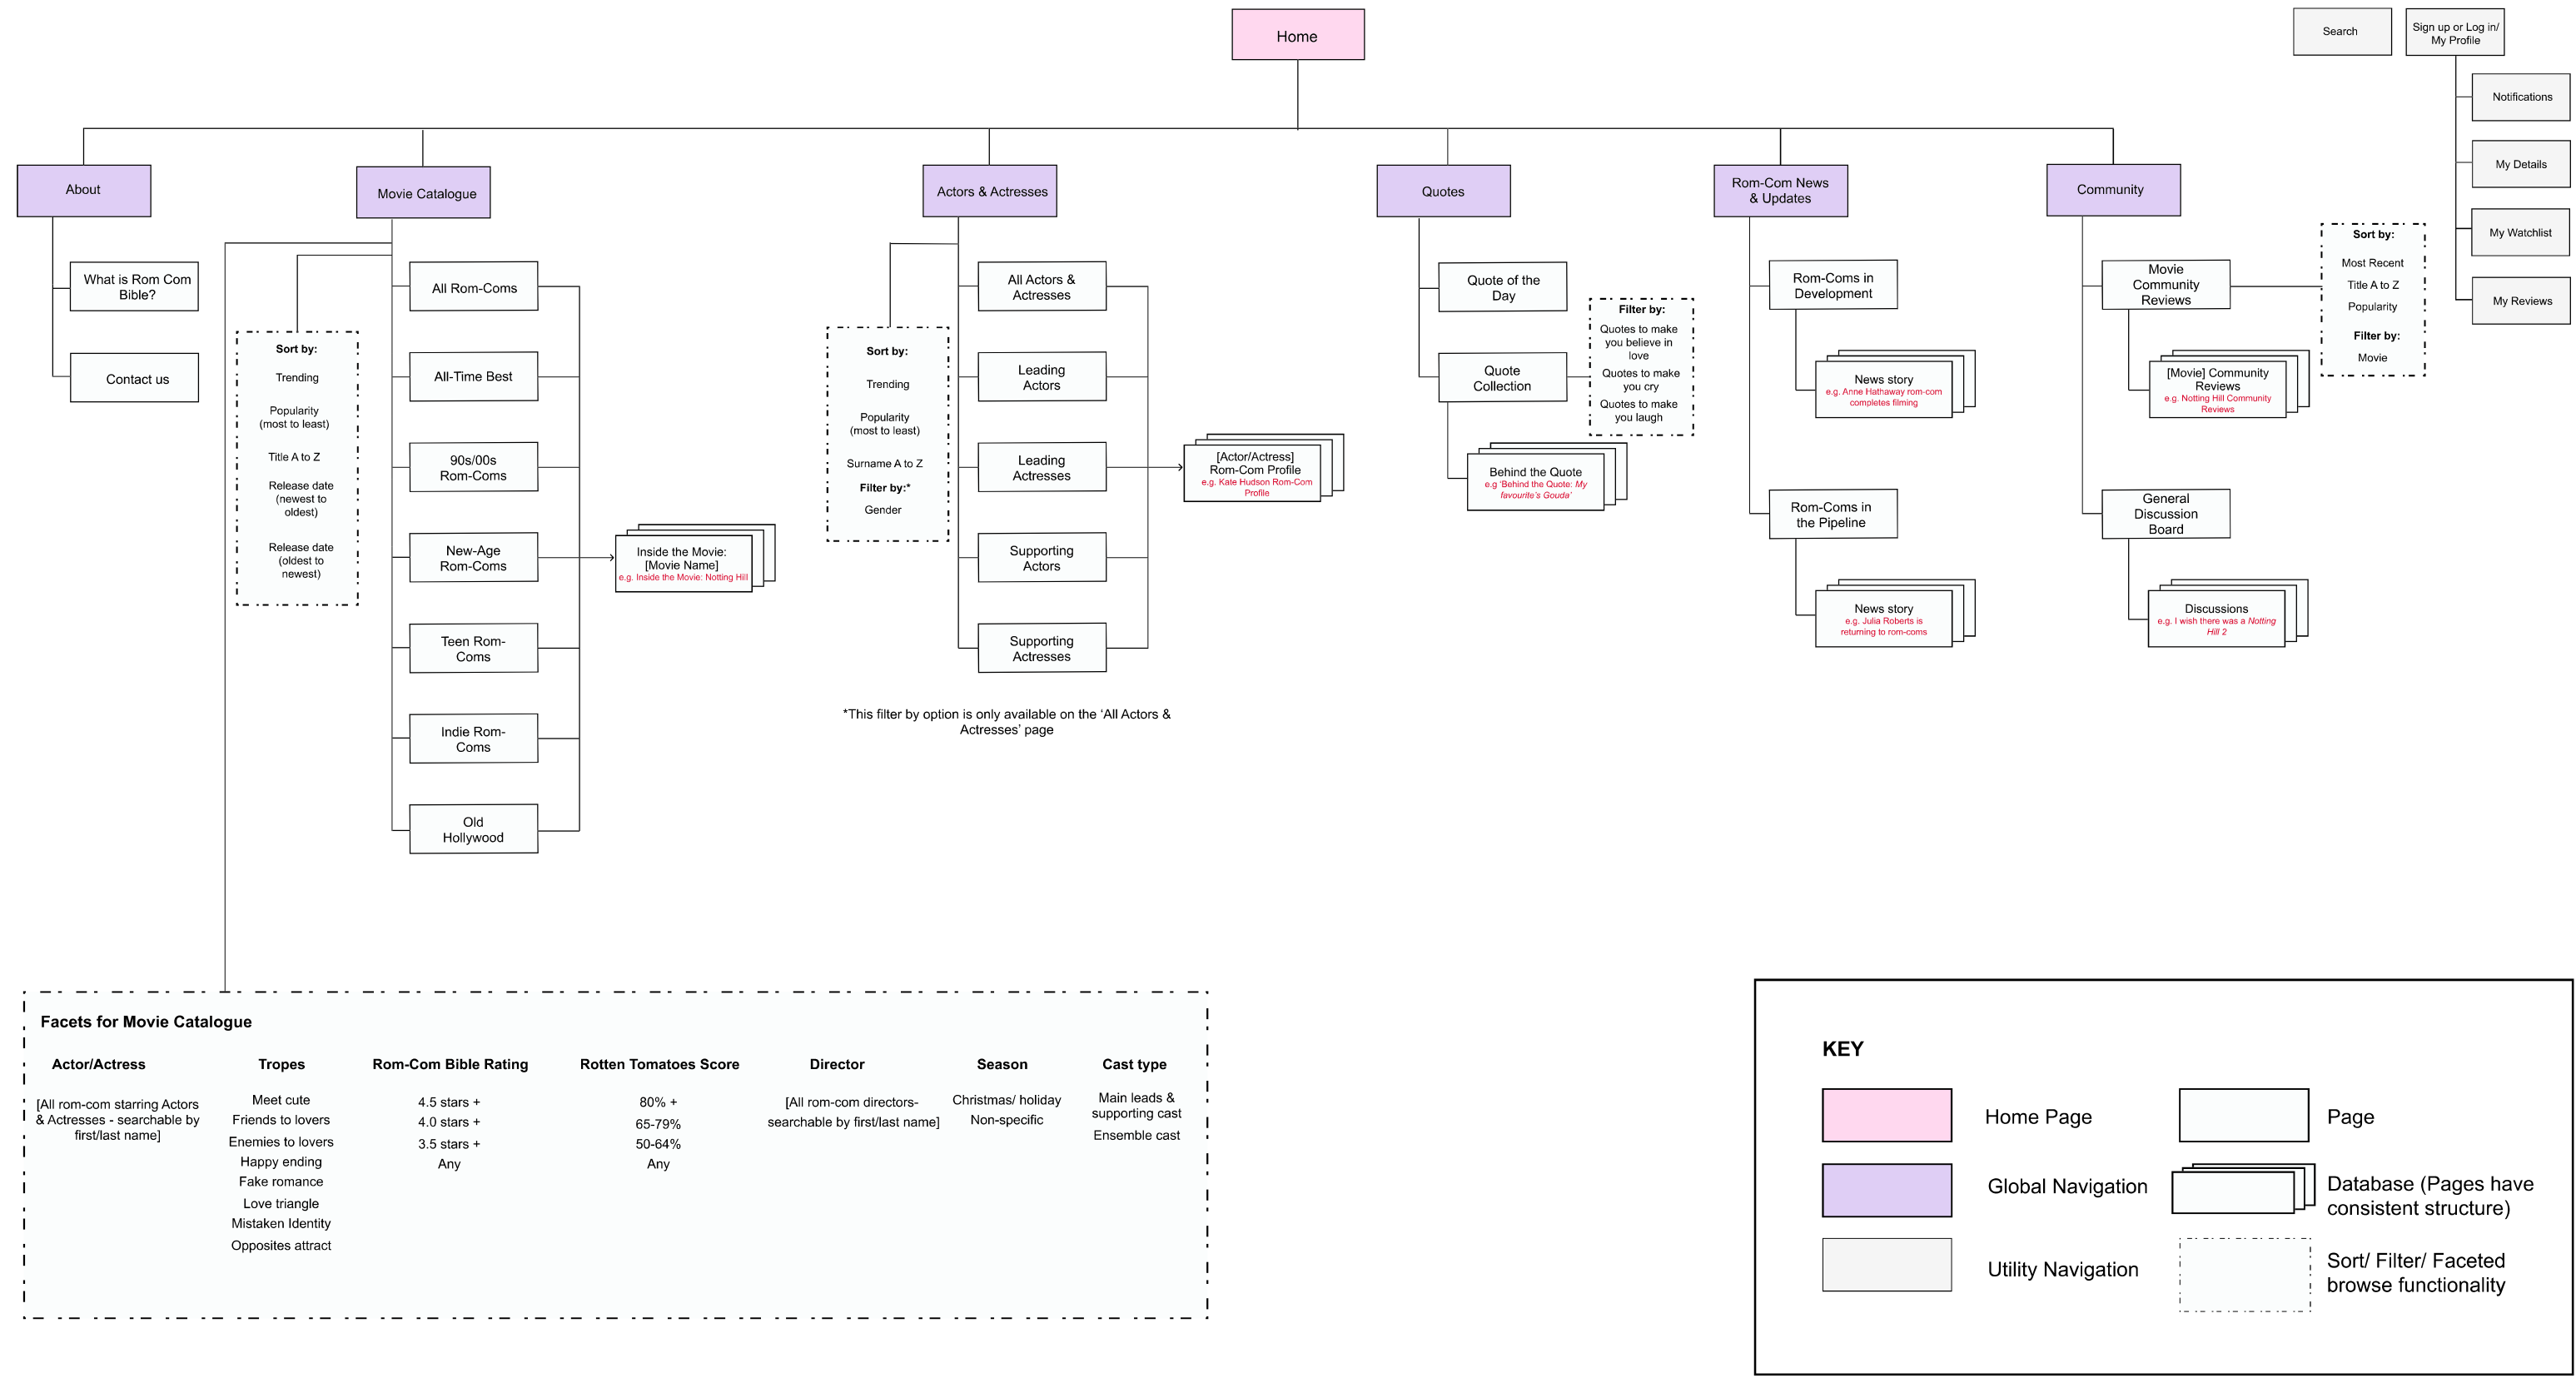 Home
Search
Sign up or Log in/
My Profile
Notifications
My Details
My Watchlist
My Reviews
About
What is Rom Com
Bible?
Contact us
Movie Catalogue
Sort by:
Trending
Popularity
(most to least)
Title A to Z
Release date
(newest to
oldest)
Release date
(oldest to
newest)
All Rom-Coms
All-Time Best
90s/00s
Rom-Coms
New-Age
Rom-Coms
Teen Rom-
Coms
Indie Rom-
Coms
Old
Hollywood
Inside the Movie:
[Movie Name]
e.g. Inside the Movie: Notting Hill
Actors & Actresses
Sort by:
Trending
Popularity
(most to least)
Surname A to Z
Filter by:*
Gender
All Actors &
Actresses
Leading
Actors
Leading
Actresses
Supporting
Actors
Supporting
Actresses
[Actor/Actress]
Rom-Com Profile
e.g. Kate Hudson Rom-Com
Profile
*This filter by option is only available on the ‘All Actors &
Actresses’ page
Quotes
Quote of the
Day
Quote
Collection
Filter by:
Quotes to make
you believe in
love
Quotes to make
you cry
Quotes to make
you laugh
Behind the Quote
e.g ‘Behind the Quote: My
favourite’s Gouda’
Rom-Com News
& Updates
Rom-Coms in
Development
News story
e.g. Anne Hathaway rom-com
completes filming
Rom-Coms in
the Pipeline
News story
e.g. Julia Roberts is
returning to rom-coms
Community
Movie
Community
Reviews
Sort by:
Most Recent
Title A to Z
Popularity
Filter by:
Movie
[Movie] Community
Reviews
e.g. Notting Hill Community
Reviews
General
Discussion
Board
Discussions
e.g. I wish there was a Notting
Hill 2
Facets for Movie Catalogue
Actor/Actress
[All rom-com starring Actors
& Actresses - searchable by
first/last name]
Tropes
Meet cute
Friends to lovers
Enemies to lovers
Happy ending
Fake romance
Love triangle
Mistaken Identity
Opposites attract
Rom-Com Bible Rating
4.5 stars +
4.0 stars +
3.5 stars +
Any
Rotten Tomatoes Score
80% +
65-79%
50-64%
Any
Director
[All rom-com directors-
searchable by first/last name]
Season
Christmas/ holiday
Non-specific
Cast type
Main leads &
supporting cast
Ensemble cast
KEY
Home Page
Page
Global Navigation
Database (Pages have
consistent structure)
Utility Navigation
Sort/ Filter/ Faceted
browse functionality